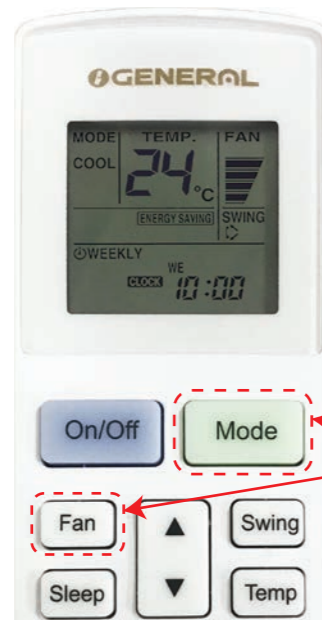 OGENERAL
MODE TEMP. FAN
COOL 24 °C
ENERGY SAVING SWING
WEEKLY
WE
CLOCK 10:00
On/Off Mode
Fan Swing
Sleep Temp